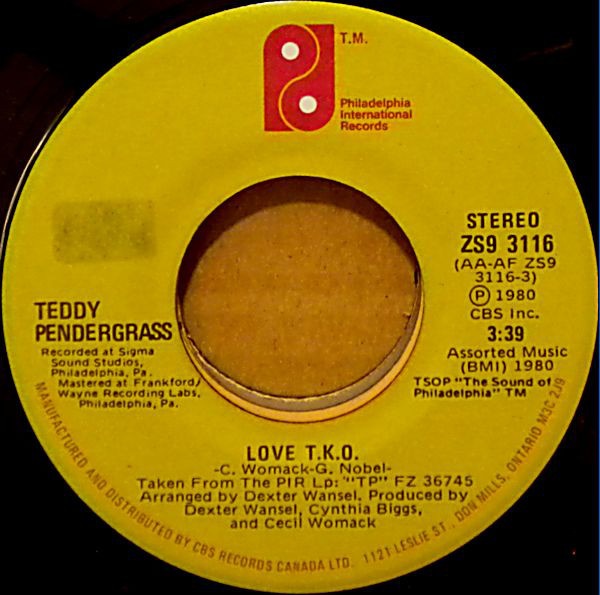 T.M.
Philadelphia
International
Records
STEREO
ZS9 3116
(AA-AF ZS9
3116-3)
Ⓟ 1980
CBS Inc.
3:39
Assorted Music
(BMI) 1980
TSOP "The Sound of
Philadelphia" TM
TEDDY
PENDERGRASS
Recorded at Sigma
Sound Studios,
Philadelphia, Pa.
Mastered at Frankford/
Wayne Recording Labs,
Philadelphia, Pa.
LOVE T.K.O.
-C. Womack-G. Nobel-
Taken From The PIR Lp: "TP" FZ 36745
Arranged by Dexter Wansel. Produced by
Dexter Wansel, Cynthia Biggs,
and Cecil Womack
MANUFACTURED AND DISTRIBUTED BY CBS RECORDS CANADA LTD. 1121 LESLIE ST., DON MILLS, ONTARIO M3C 2J9